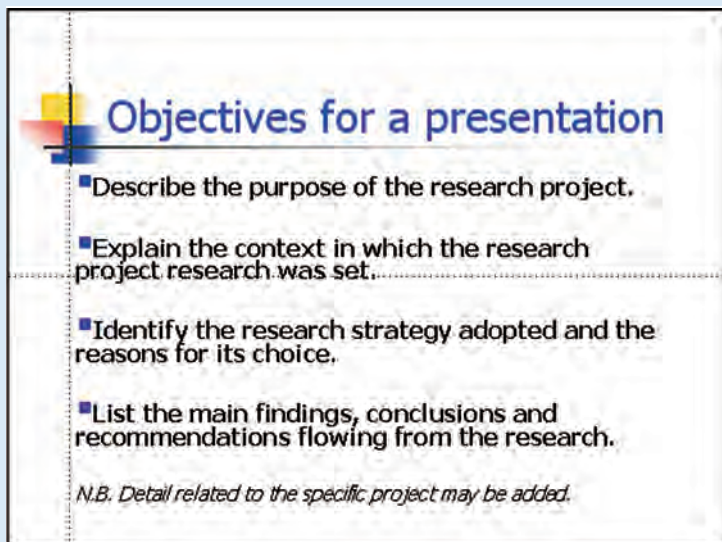 Objectives for a presentation
▪Describe the purpose of the research project.
▪Explain the context in which the research
project research was set.
▪Identify the research strategy adopted and the
reasons for its choice.
▪List the main findings, conclusions and
recommendations flowing from the research.
N.B. Detail related to the specific project may be added.